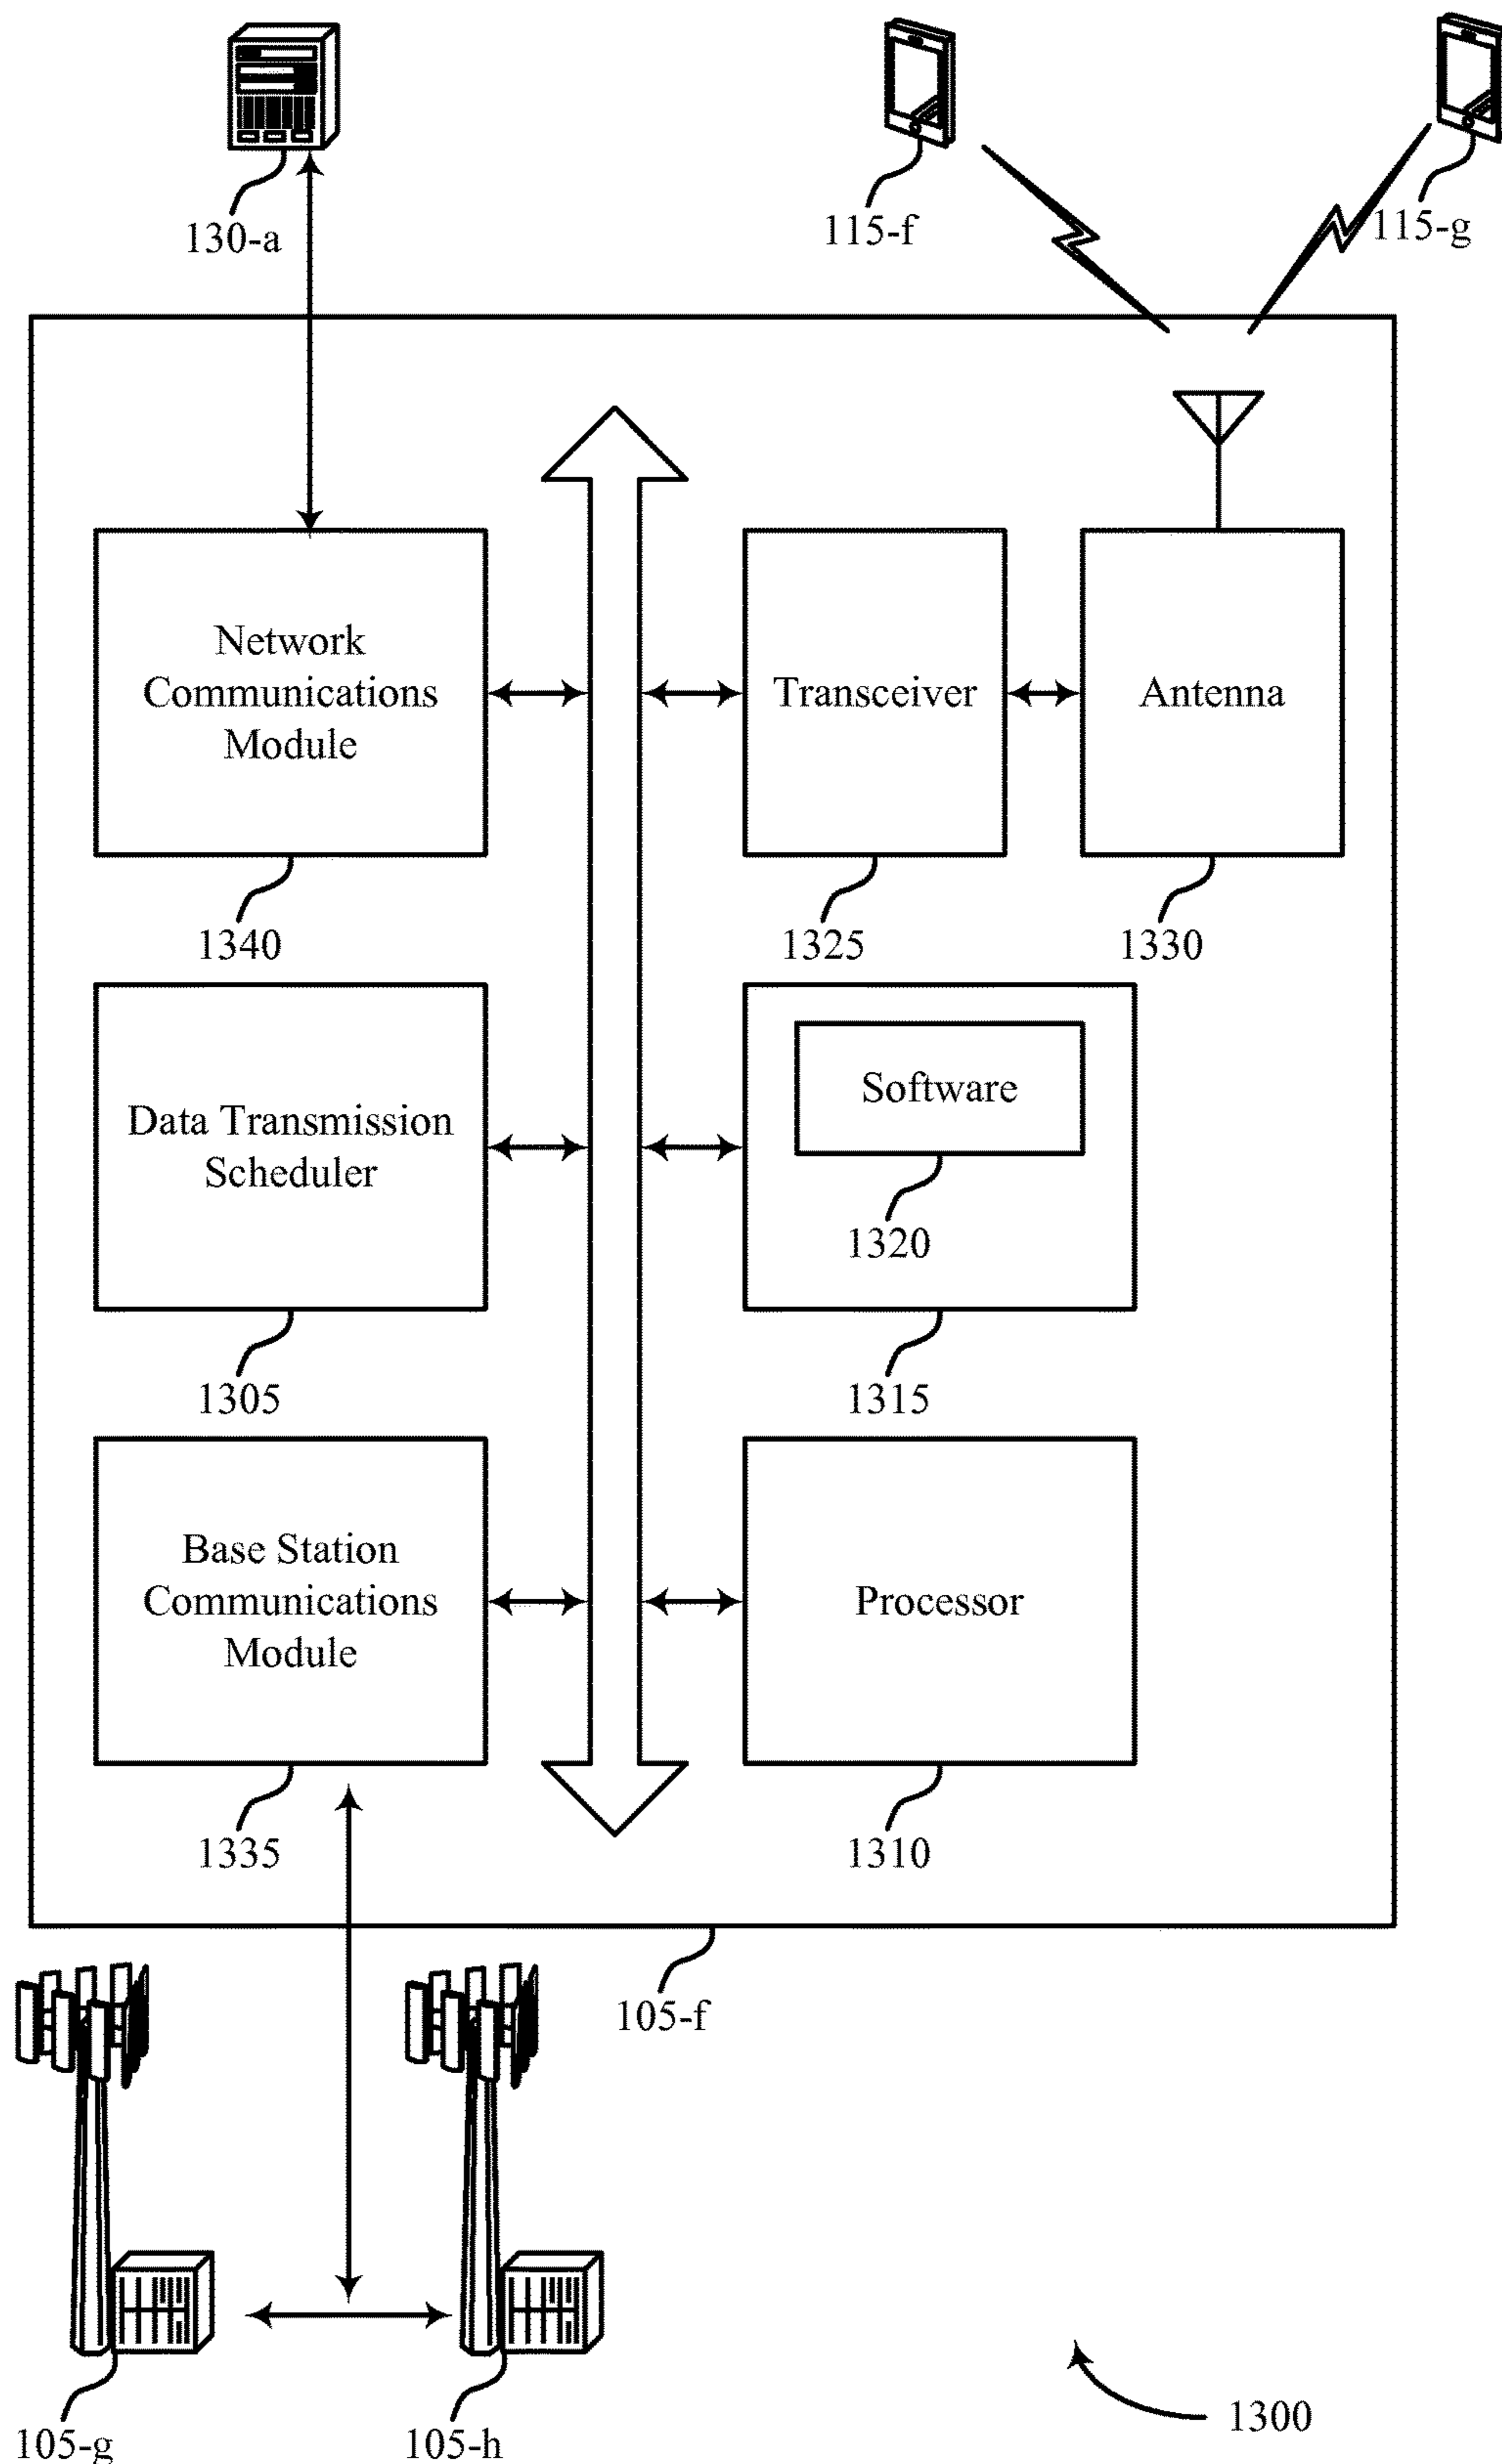 130-a
115-f
115-g
Network
Communications
Module
Transceiver
Antenna
1340
1325
1330
Data Transmission
Scheduler
Software
1320
1305
1315
Base Station
Communications
Module
Processor
1335
1310
105-f
105-g
105-h
1300